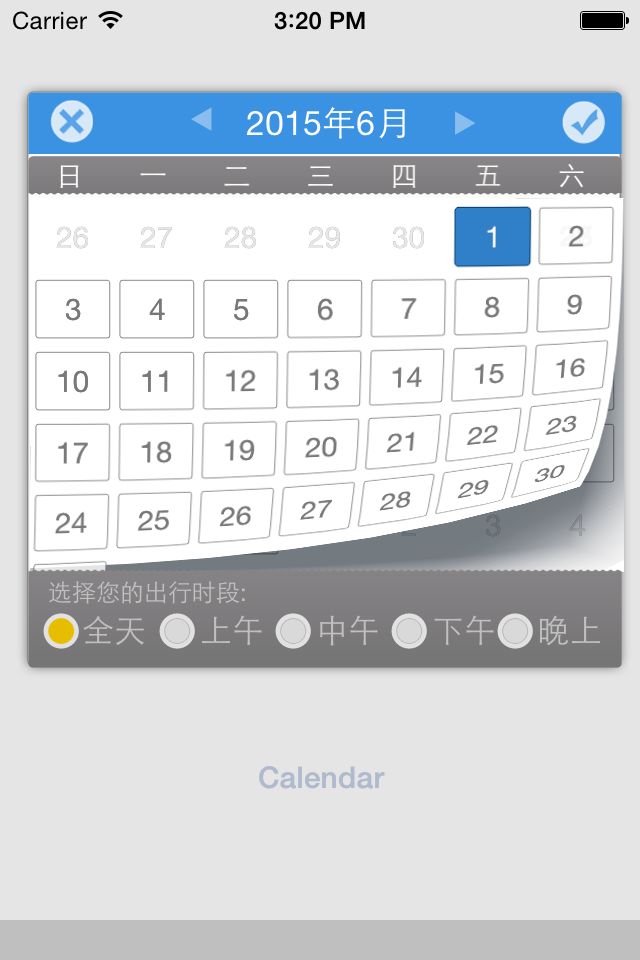 Carrier 3:20 PM
2015年6月
日 一 二 三 四 五 六
26 27 28 29 30 1 2
3 4 5 6 7 8 9
10 11 12 13 14 15 16
17 18 19 20 21 22 23
24 25 26 27 28 29 30
2 3 4
选择您的出行时段:
全天 上午 中午 下午 晚上
Calendar